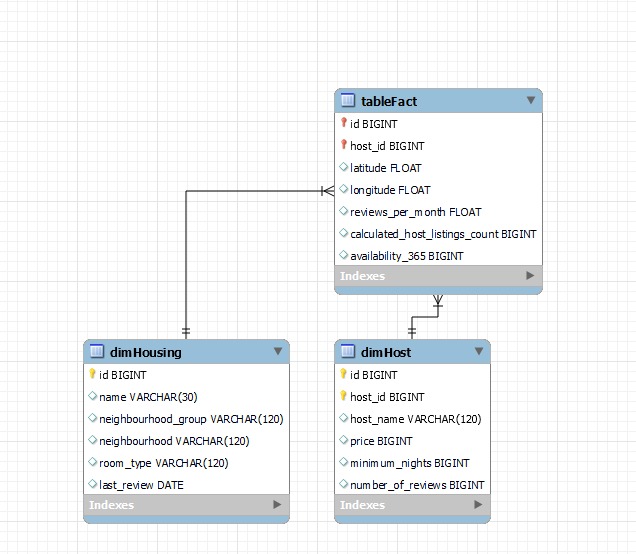 tableFact
id BIGINT
host_id BIGINT
latitude FLOAT
longitude FLOAT
reviews_per_month FLOAT
calculated_host_listings_count BIGINT
availability_365 BIGINT
Indexes
dimHousing
id BIGINT
name VARCHAR(30)
neighbourhood_group VARCHAR(120)
neighbourhood VARCHAR(120)
room_type VARCHAR(120)
last_review DATE
Indexes
dimHost
id BIGINT
host_id BIGINT
host_name VARCHAR(120)
price BIGINT
minimum_nights BIGINT
number_of_reviews BIGINT
Indexes